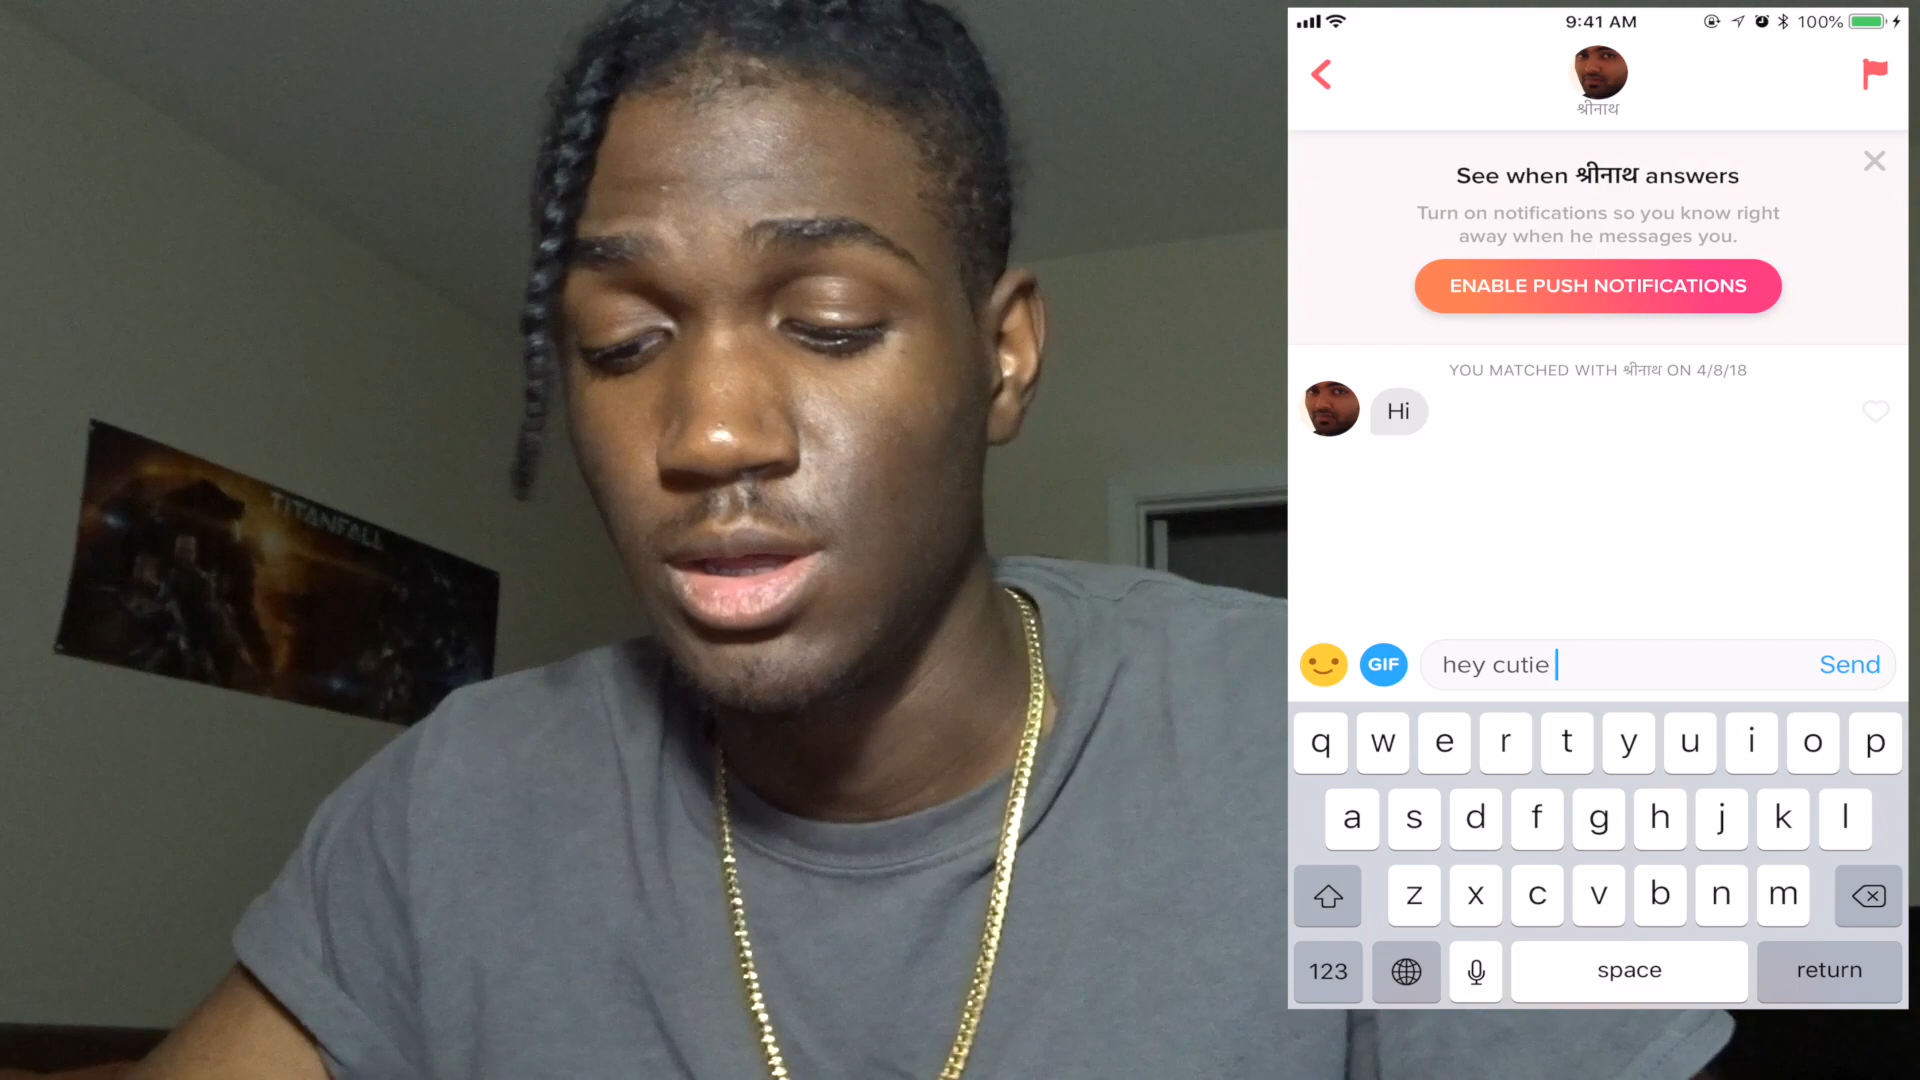 TITANFALL
9:41 AM
100%
श्रीनाथ
See when श्रीनाथ answers
Turn on notifications so you know right
away when he messages you.
ENABLE PUSH NOTIFICATIONS
YOU MATCHED WITH श्रीनाथ ON 4/8/18
Hi
GIF
hey cutie
Send
q w e r t y u i o p
a s d f g h j k l
z x c v b n m
123
space
return